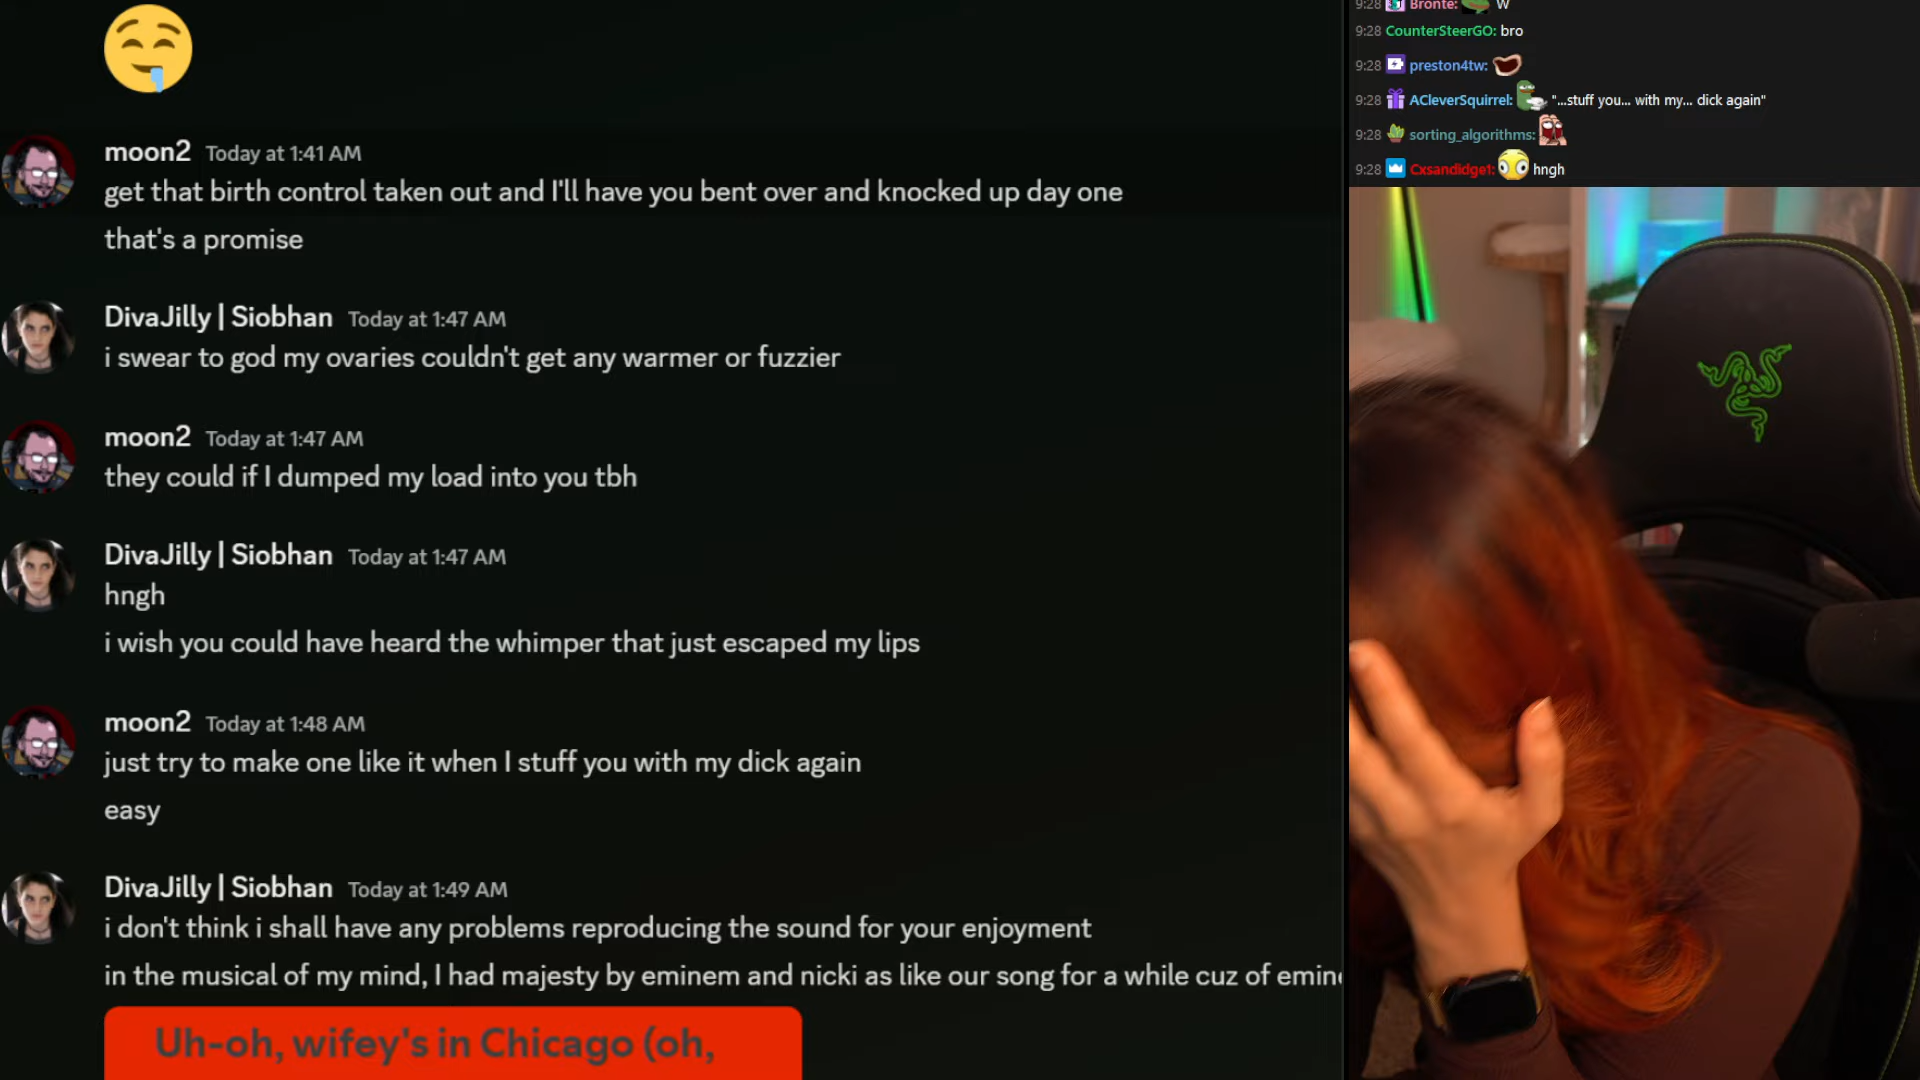 moon2 Today at 1:41 AM
get that birth control taken out and I'll have you bent over and knocked up day one
that's a promise
DivaJilly | Siobhan Today at 1:47 AM
i swear to god my ovaries couldn't get any warmer or fuzzier
moon2 Today at 1:47 AM
they could if I dumped my load into you tbh
DivaJilly | Siobhan Today at 1:47 AM
hngh
i wish you could have heard the whimper that just escaped my lips
moon2 Today at 1:48 AM
just try to make one like it when I stuff you with my dick again
easy
DivaJilly | Siobhan Today at 1:49 AM
i don't think i shall have any problems reproducing the sound for your enjoyment
in the musical of my mind, I had majesty by eminem and nicki as like our song for a while cuz of emin
Uh-oh, wifey's in Chicago (oh,
9:28 Bronte: W
9:28 CounterSteerGO: bro
9:28 preston4tw:
9:28 ACleverSquirrel: "...stuff you... with my... dick again"
9:28 sorting_algorithms:
9:28 Cxsandidge1: hngh